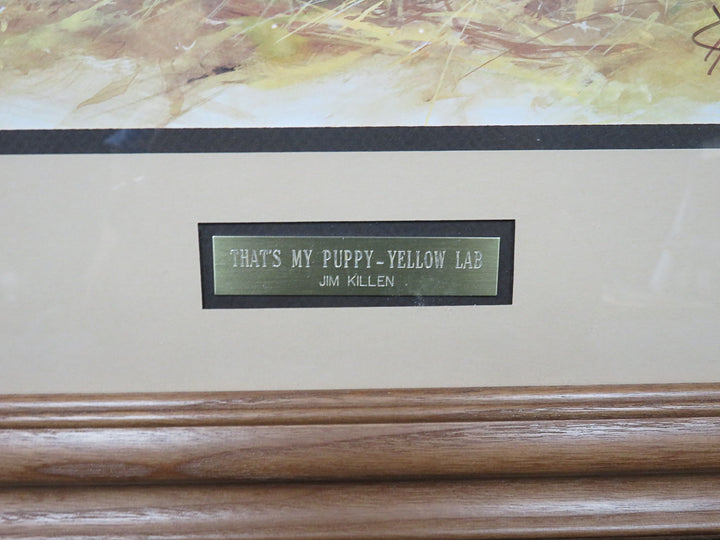 THAT'S MY PUPPY-YELLOW LAB
JIM KILLEN